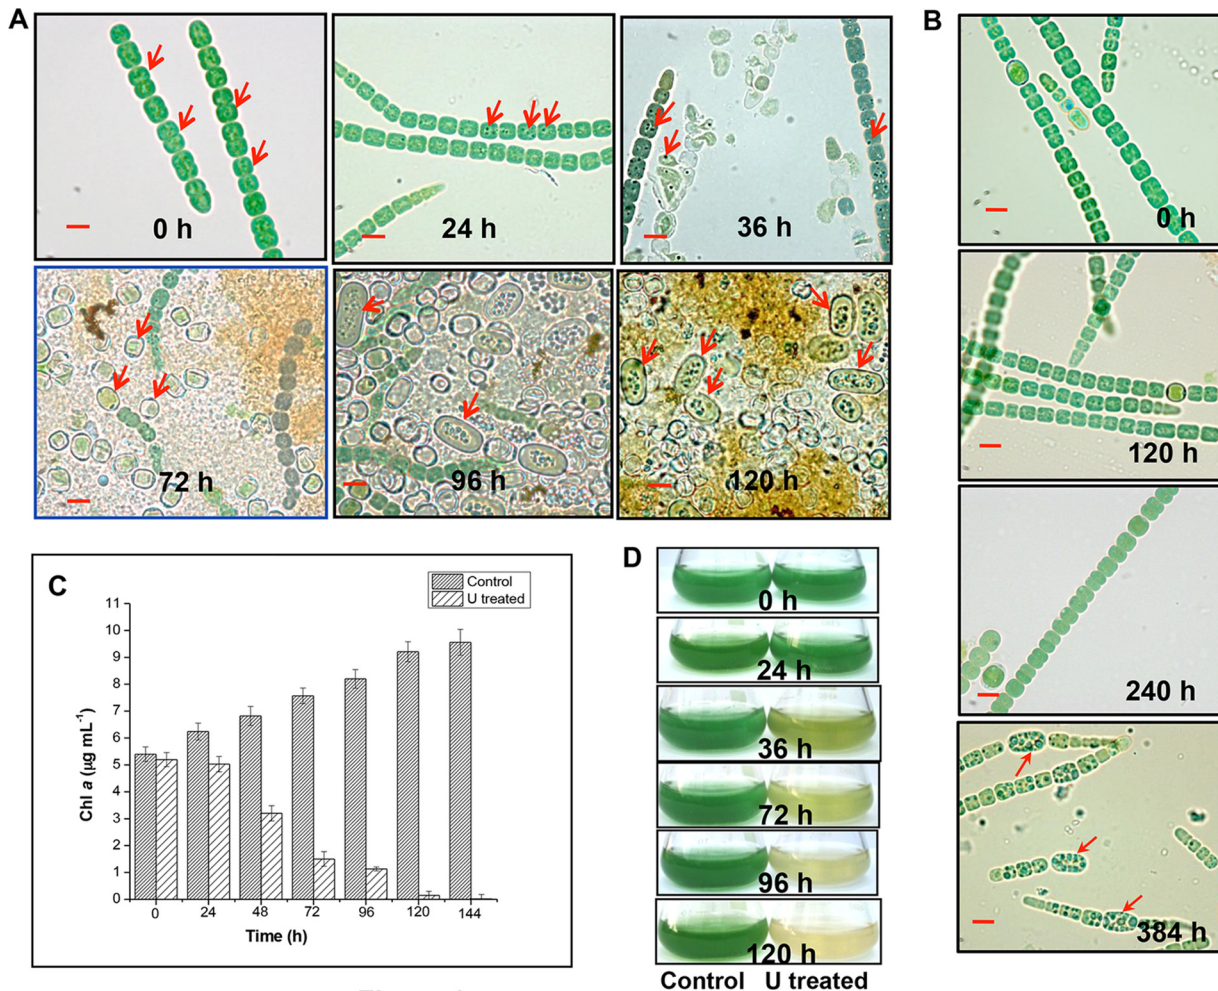 A
0 h
24 h
36 h
72 h
96 h
120 h
B
0 h
120 h
240 h
384 h
C
Control
U treated
11
10
9
8
7
6
5
4
3
2
1
0
Chl a (µg mL-1)
0 24 48 72 96 120 144
Time (h)
D
0 h
24 h
36 h
72 h
96 h
120 h
Control U treated